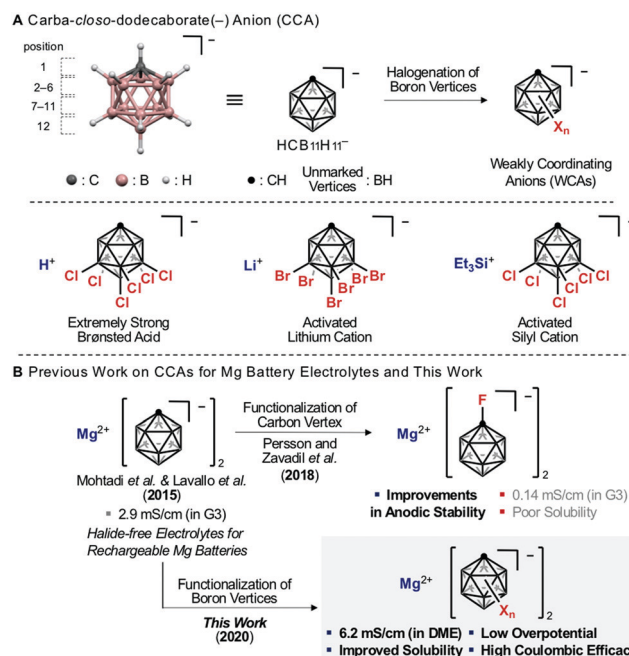 A Carba-closo-dodecaborate(−) Anion (CCA)
position
1
2–6
7–11
12
−
≡
HCB11H11−
Halogenation of
Boron Vertices
−
Xn
Weakly Coordinating
Anions (WCAs)
: C : B : H
: CH Unmarked Vertices : BH
H+
−
Cl Cl Cl Cl Cl
Extremely Strong
Brønsted Acid
Li+
−
Br Br Br Br Br Br
Activated
Lithium Cation
Et3Si+
−
Cl Cl Cl Cl Cl
Activated
Silyl Cation
B Previous Work on CCAs for Mg Battery Electrolytes and This Work
Mg2+
−
2
Mohtadi et al. & Lavallo et al.
(2015)
2.9 mS/cm (in G3)
Halide-free Electrolytes for
Rechargeable Mg Batteries
Functionalization of
Carbon Vertex
Persson and
Zavadil et al.
(2018)
Mg2+
F
−
2
Improvements
in Anodic Stability
0.14 mS/cm (in G3)
Poor Solubility
Functionalization of
Boron Vertices
This Work
(2020)
Mg2+
−
Xn
2
6.2 mS/cm (in DME) Low Overpotential
Improved Solubility High Coulombic Efficac